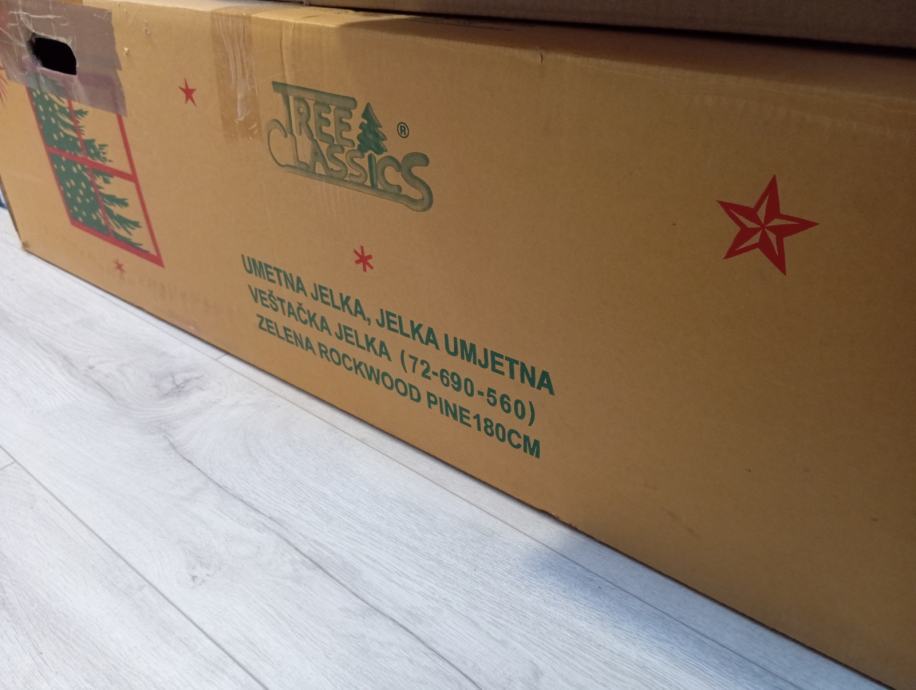 TREE
CLASSICS ®
UMETNA JELKA, JELKA UMJETNA
VEŠTAČKA JELKA (72-690-560)
ZELENA ROCKWOOD PINE180CM